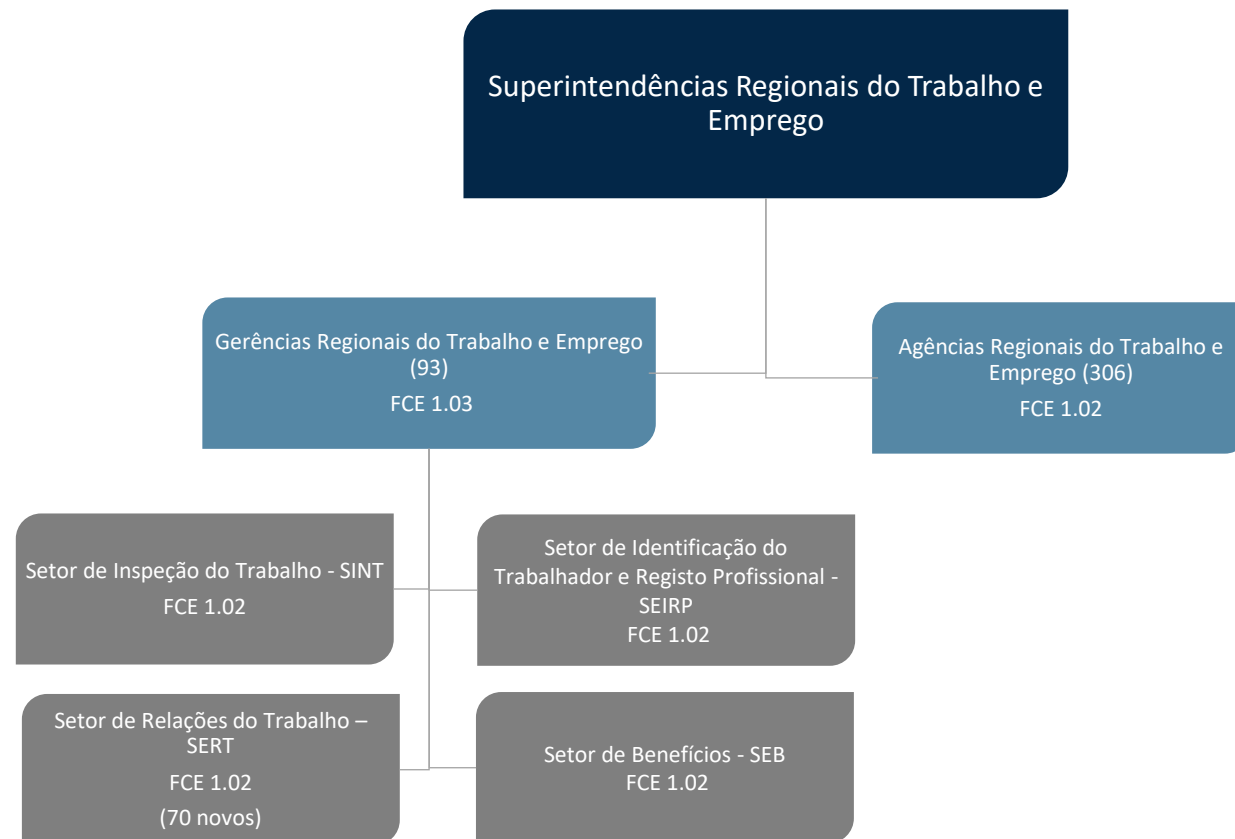 Superintendências Regionais do Trabalho e
Emprego
Gerências Regionais do Trabalho e Emprego
(93)
FCE 1.03
Agências Regionais do Trabalho e
Emprego (306)
FCE 1.02
Setor de Inspeção do Trabalho - SINT
FCE 1.02
Setor de Identificação do
Trabalhador e Registo Profissional -
SEIRP
FCE 1.02
Setor de Relações do Trabalho –
SERT
FCE 1.02
(70 novos)
Setor de Benefícios - SEB
FCE 1.02